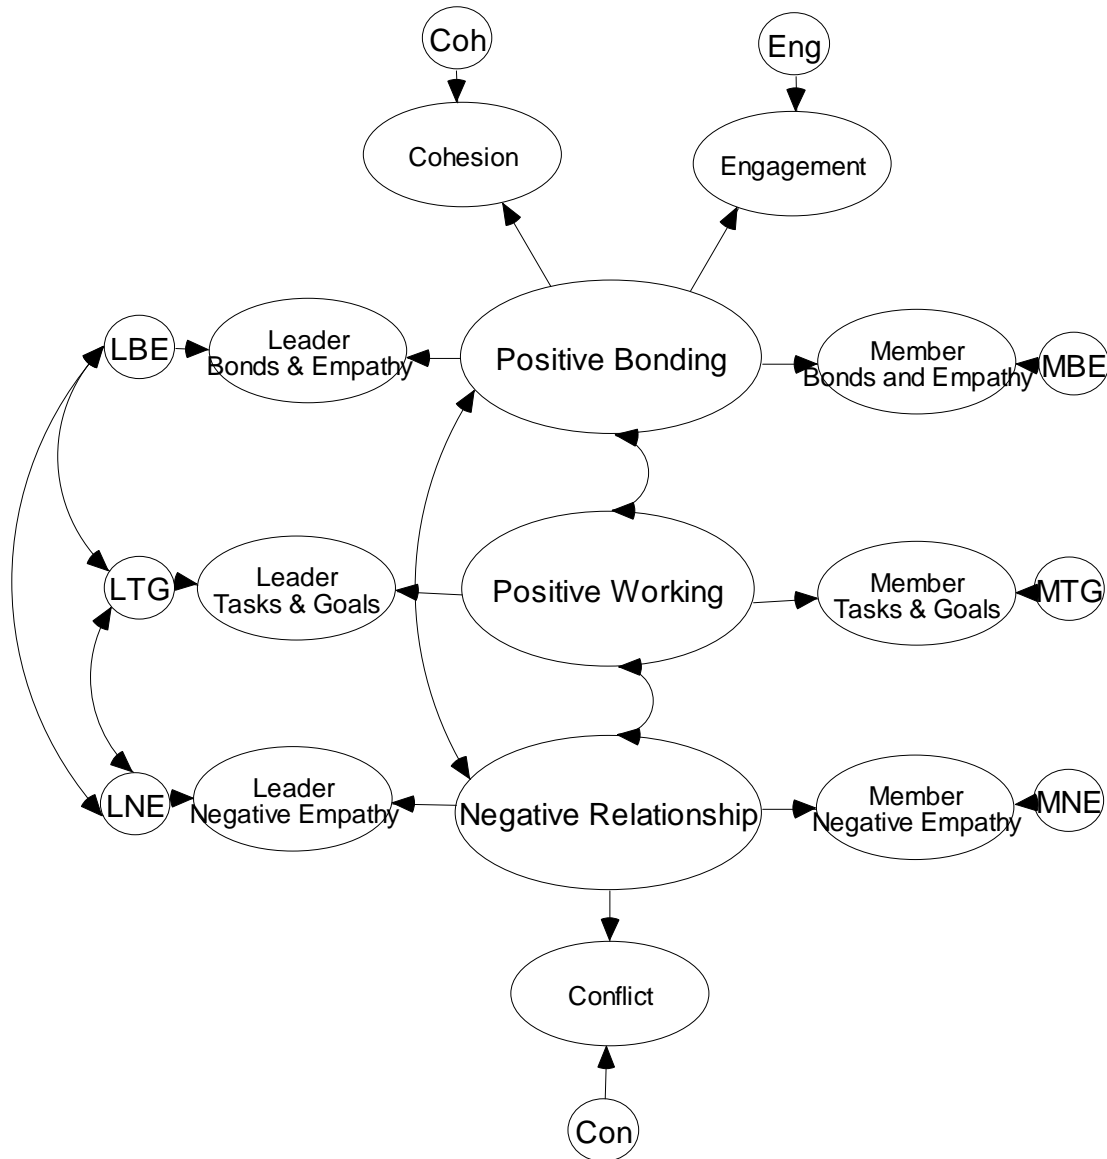 Coh
Eng
Cohesion
Engagement
LBE
Leader
Bonds & Empathy
Positive Bonding
Member
Bonds and Empathy
MBE
LTG
Leader
Tasks & Goals
Positive Working
Member
Tasks & Goals
MTG
LNE
Leader
Negative Empathy
Negative Relationship
Member
Negative Empathy
MNE
Conflict
Con